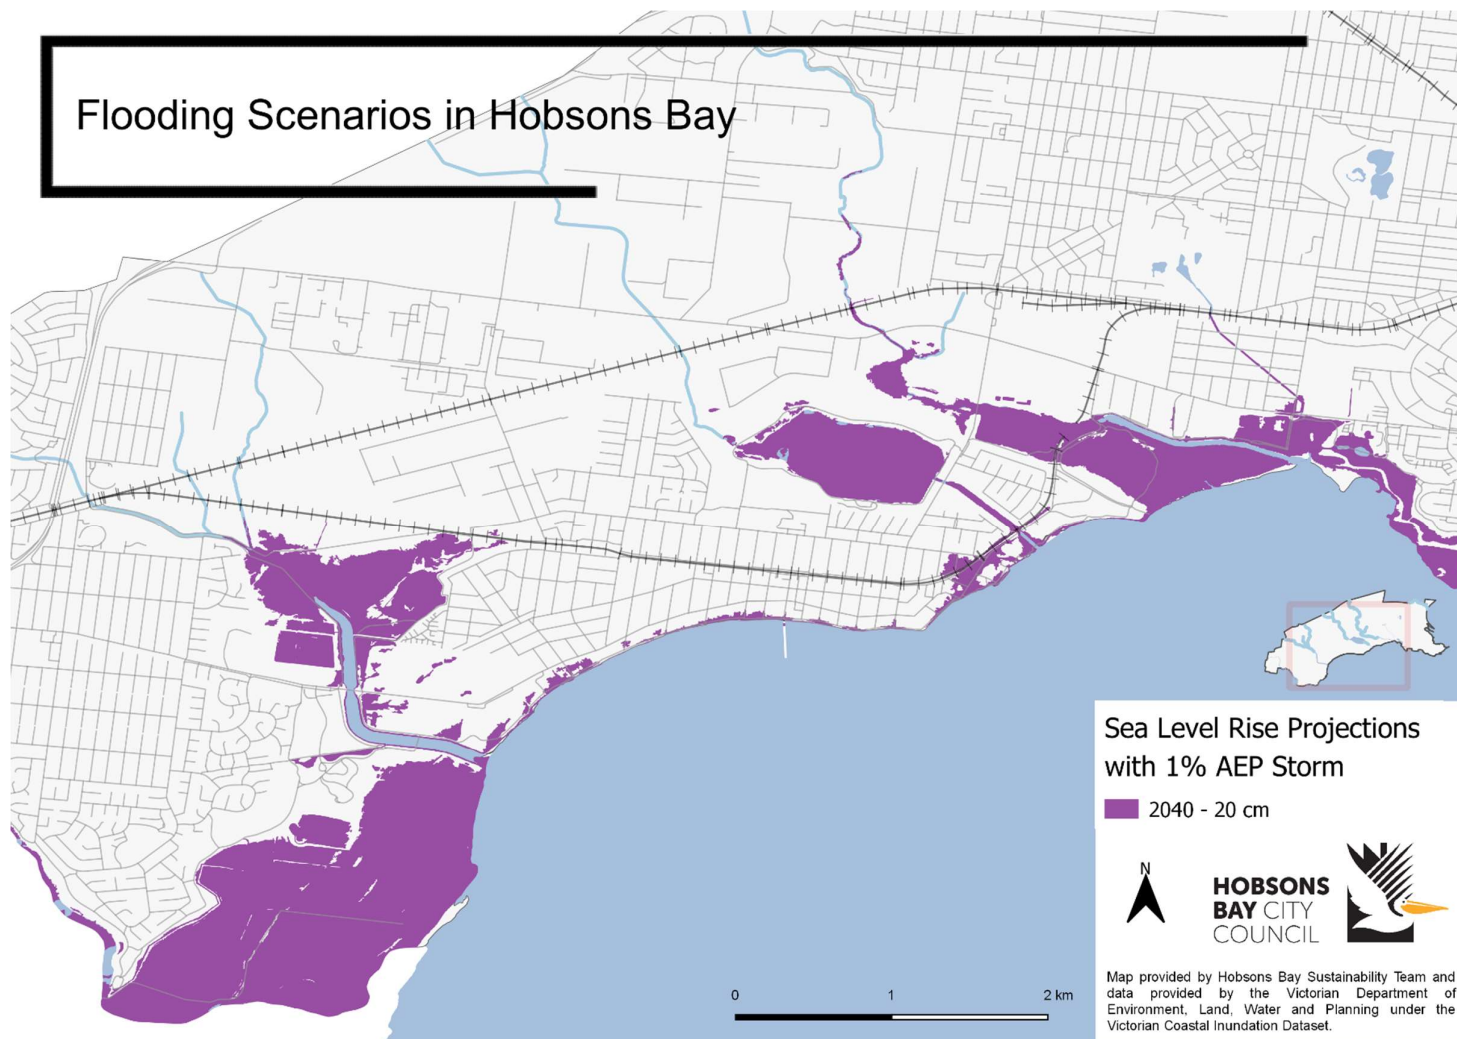 Flooding Scenarios in Hobsons Bay
Sea Level Rise Projections
with 1% AEP Storm
2040 - 20 cm
N
HOBSONS
BAY CITY
COUNCIL
0 1 2 km
Map provided by Hobsons Bay Sustainability Team and
data provided by the Victorian Department of
Environment, Land, Water and Planning under the
Victorian Coastal Inundation Dataset.